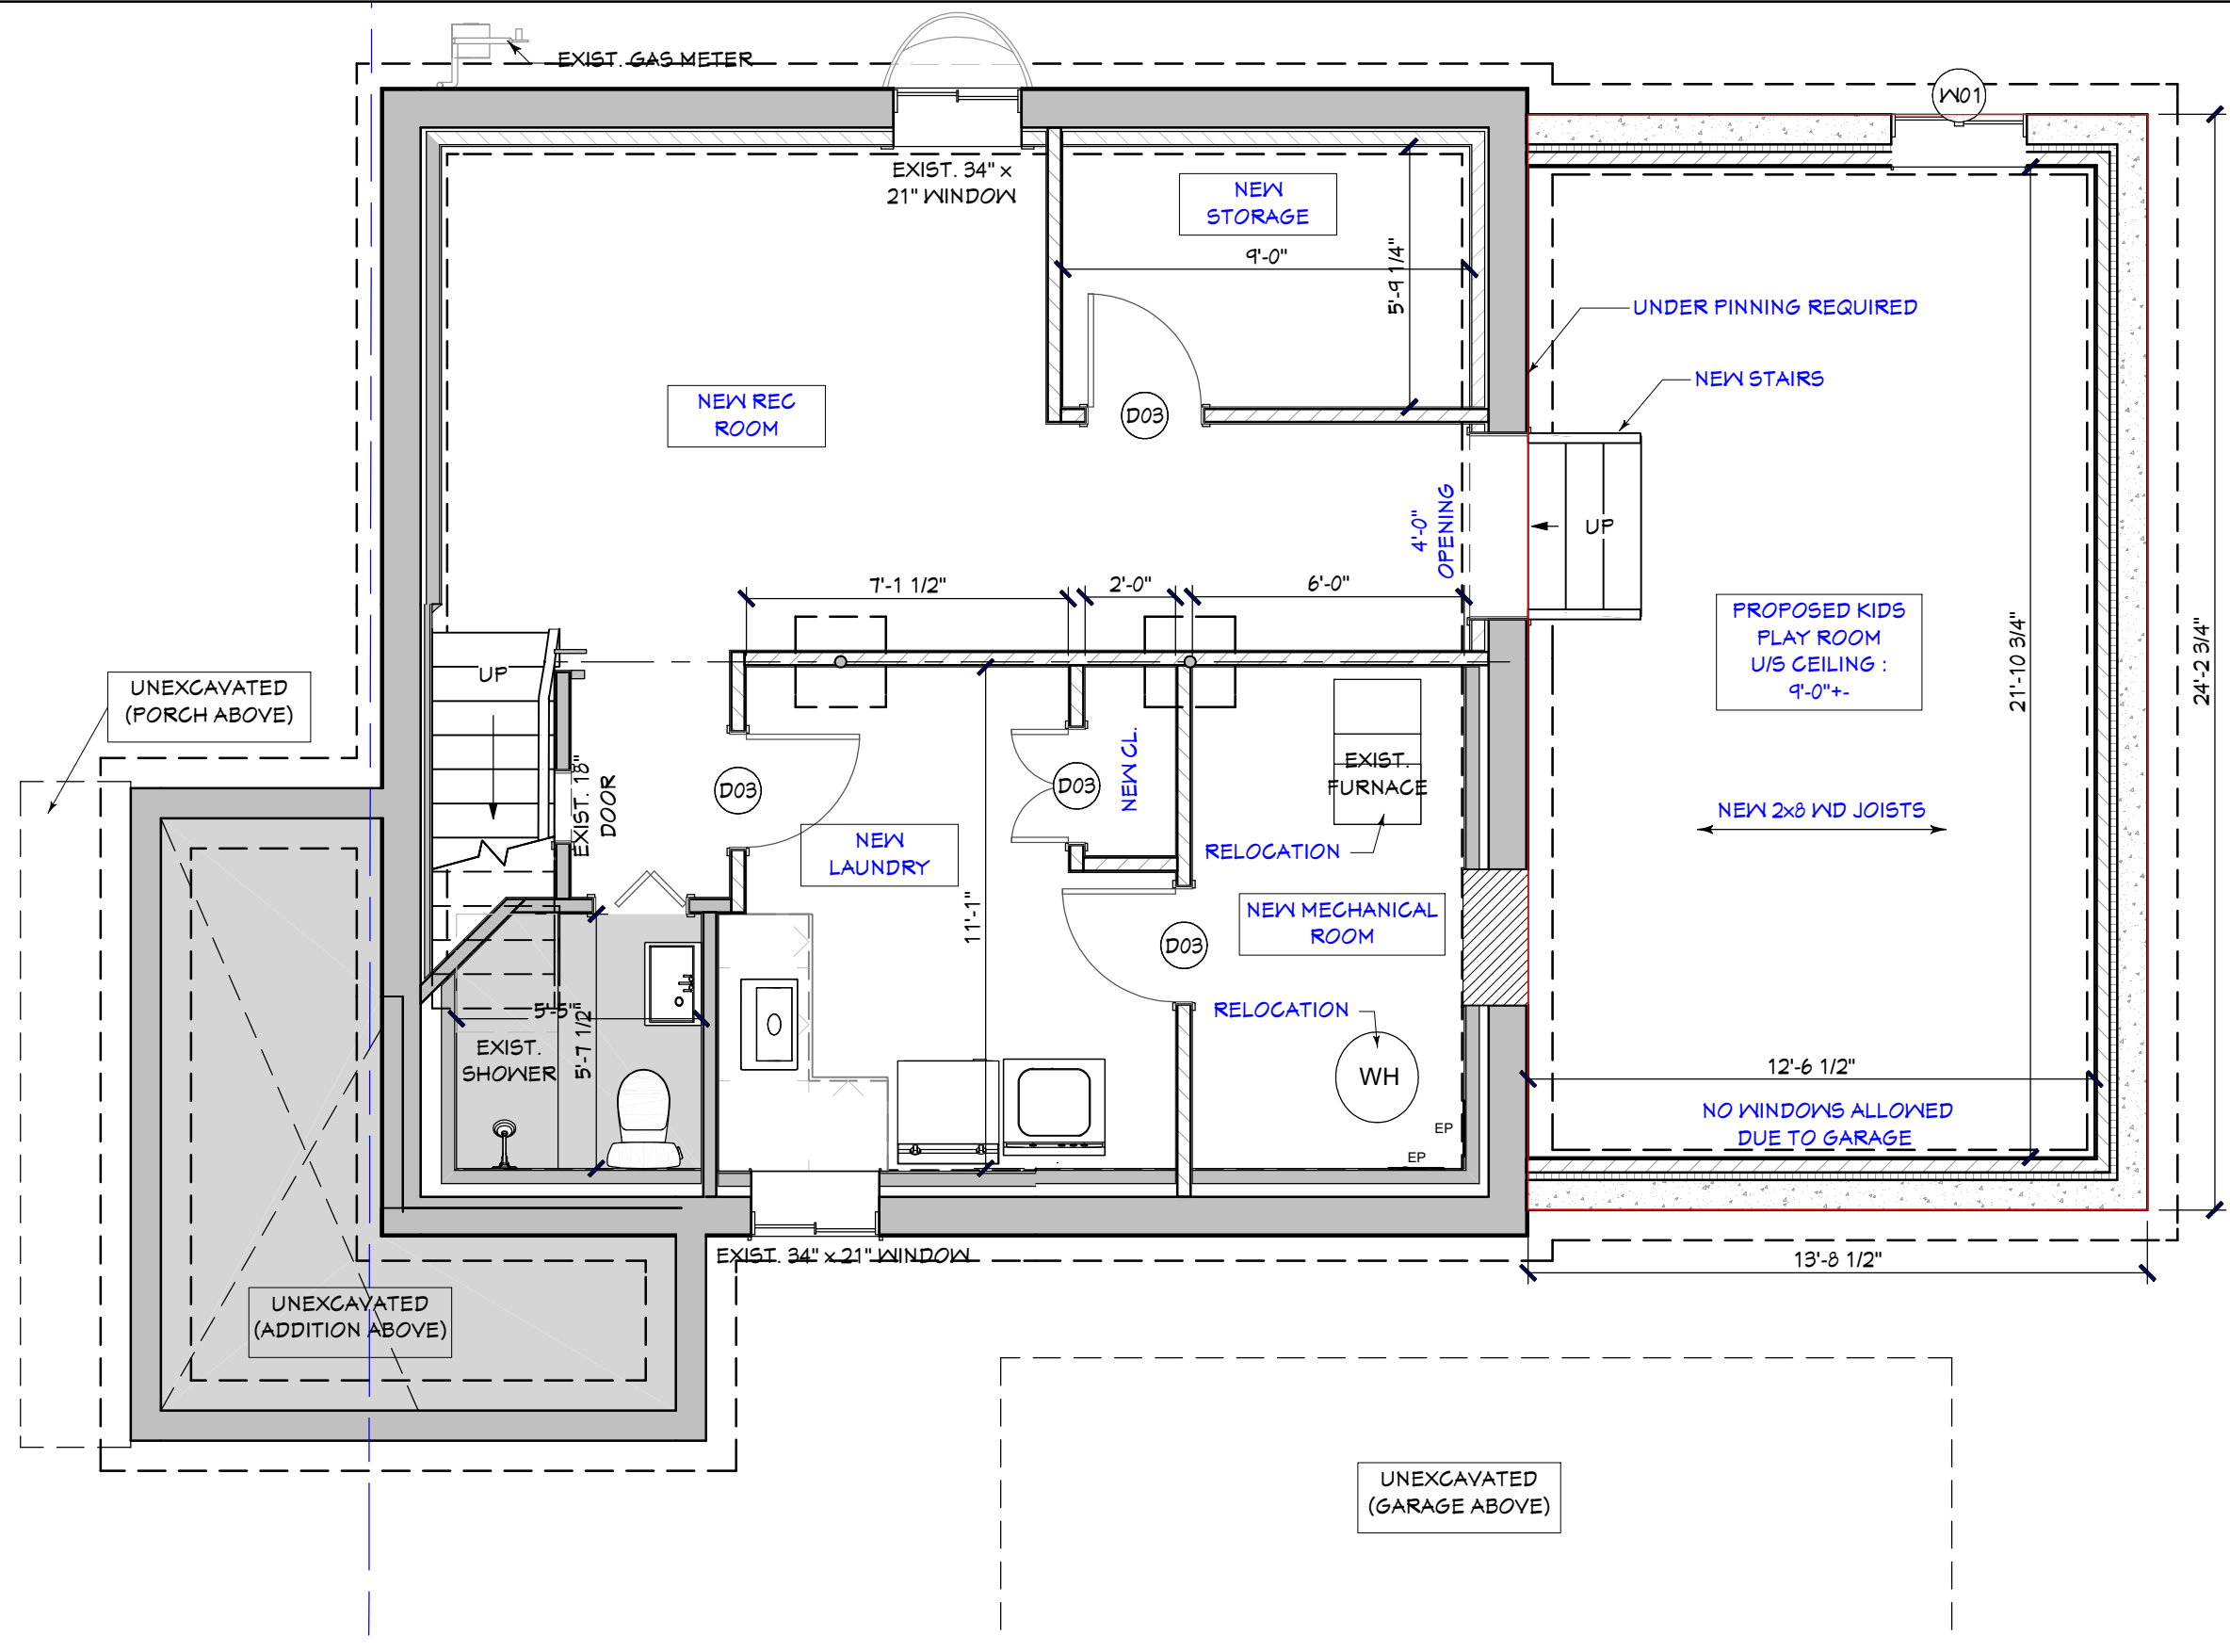 EXIST. GAS METER
W01
EXIST. 34" x
21" WINDOW
NEW
STORAGE
9'-0"
5'-9 1/4"
UNDER PINNING REQUIRED
NEW STAIRS
NEW REC
ROOM
D03
4'-0"
OPENING
UP
7'-1 1/2"
2'-0"
6'-0"
PROPOSED KIDS
PLAY ROOM
U/S CEILING :
9'-0"+-
21'-10 3/4"
24'-2 3/4"
UP
UNEXCAVATED
(PORCH ABOVE)
EXIST. 18"
DOOR
D03
D03
NEW CL.
EXIST.
FURNACE
NEW 2x8 WD JOISTS
NEW
LAUNDRY
RELOCATION
11'-1"
NEW MECHANICAL
ROOM
D03
5'-5"
5'-7 1/2"
RELOCATION
EXIST.
SHOWER
WH
12'-6 1/2"
EP
EP
NO WINDOWS ALLOWED
DUE TO GARAGE
EXIST. 34" x 21" WINDOW
13'-8 1/2"
UNEXCAVATED
(ADDITION ABOVE)
UNEXCAVATED
(GARAGE ABOVE)